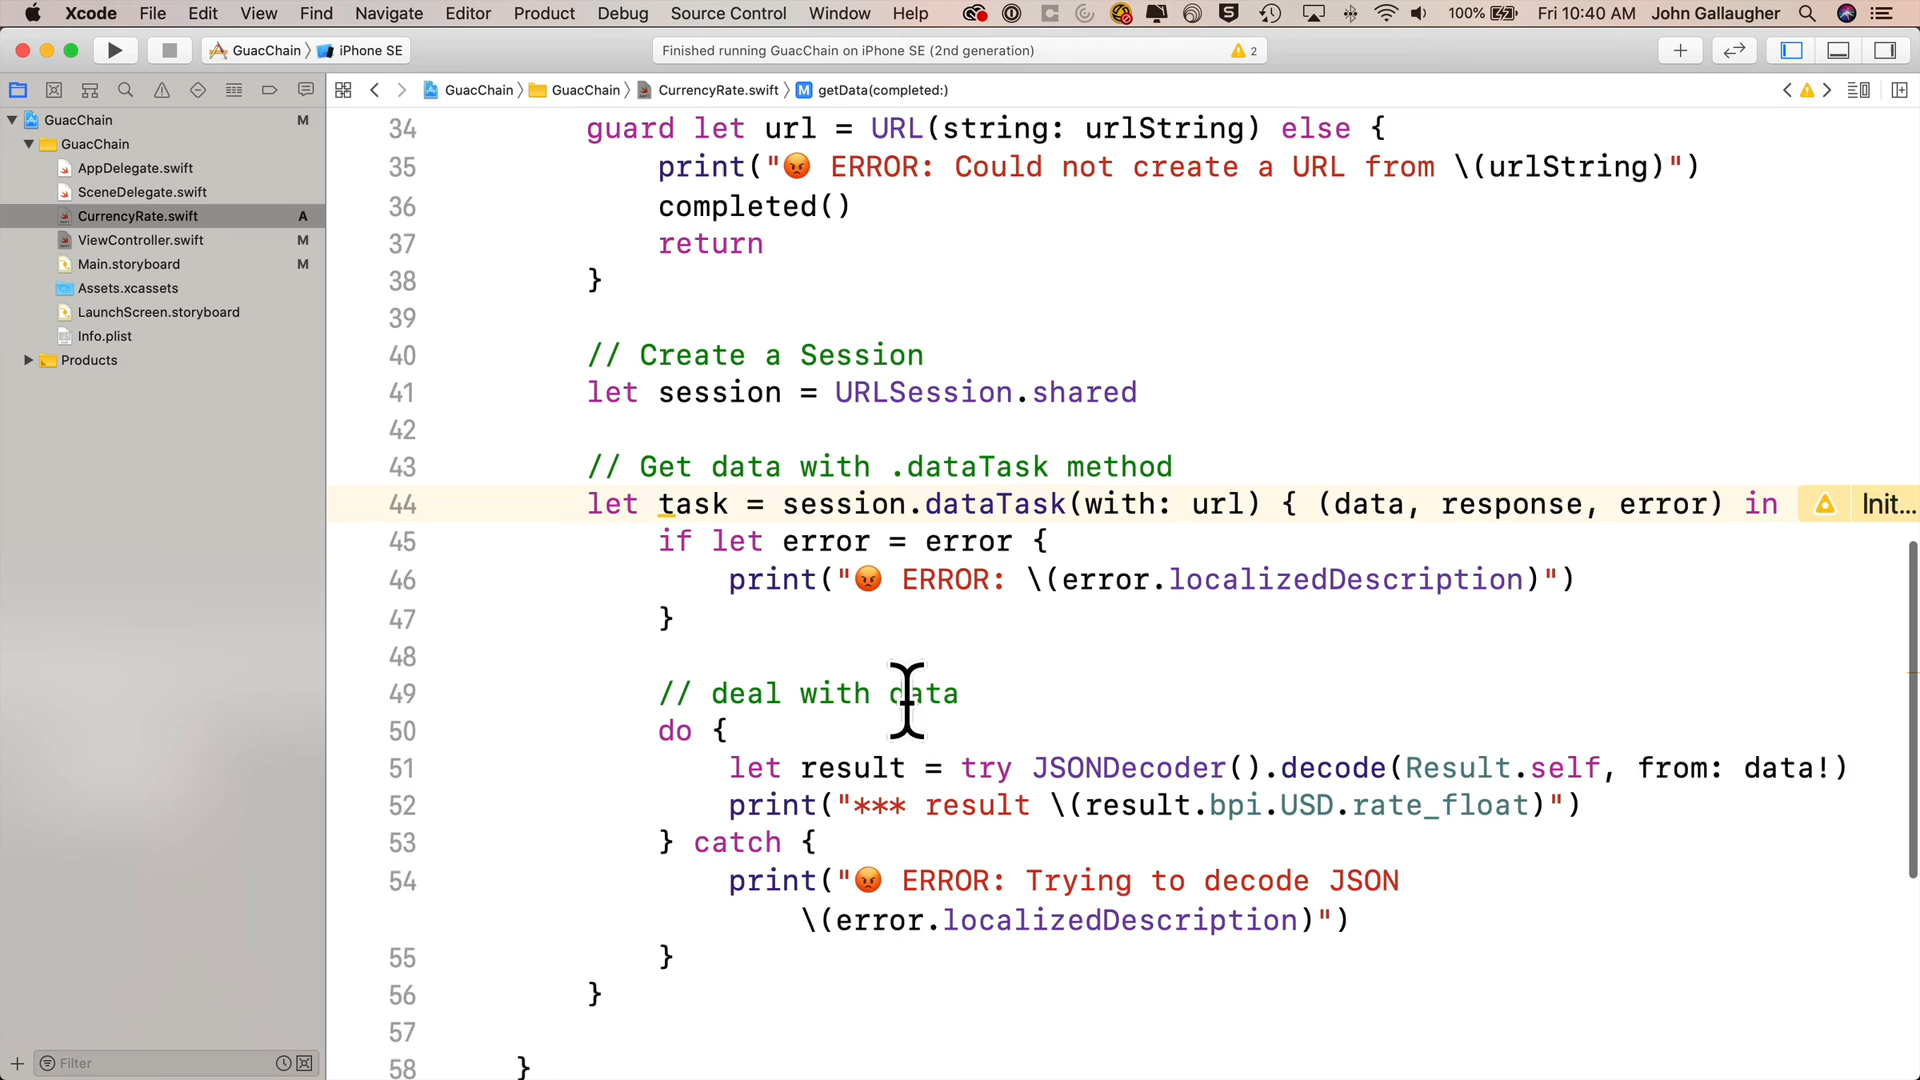 Xcode File Edit View Find Navigate Editor Product Debug Source Control Window Help 100% Fri 10:40 AM John Gallaugher
GuacChain iPhone SE Finished running GuacChain on iPhone SE (2nd generation) 2
GuacChain GuacChain CurrencyRate.swift M getData(completed:)
GuacChain M
GuacChain
AppDelegate.swift
SceneDelegate.swift
CurrencyRate.swift A
ViewController.swift M
Main.storyboard M
Assets.xcassets
LaunchScreen.storyboard
Info.plist
Products
Filter
34 guard let url = URL(string: urlString) else {
35 print("😡 ERROR: Could not create a URL from \(urlString)")
36 completed()
37 return
38 }
39
40 // Create a Session
41 let session = URLSession.shared
42
43 // Get data with .dataTask method
44 let task = session.dataTask(with: url) { (data, response, error) in Init...
45 if let error = error {
46 print("😡 ERROR: \(error.localizedDescription)")
47 }
48
49 // deal with data
50 do {
51 let result = try JSONDecoder().decode(Result.self, from: data!)
52 print("*** result \(result.bpi.USD.rate_float)")
53 } catch {
54 print("😡 ERROR: Trying to decode JSON
\(error.localizedDescription)")
55 }
56 }
57
58 }